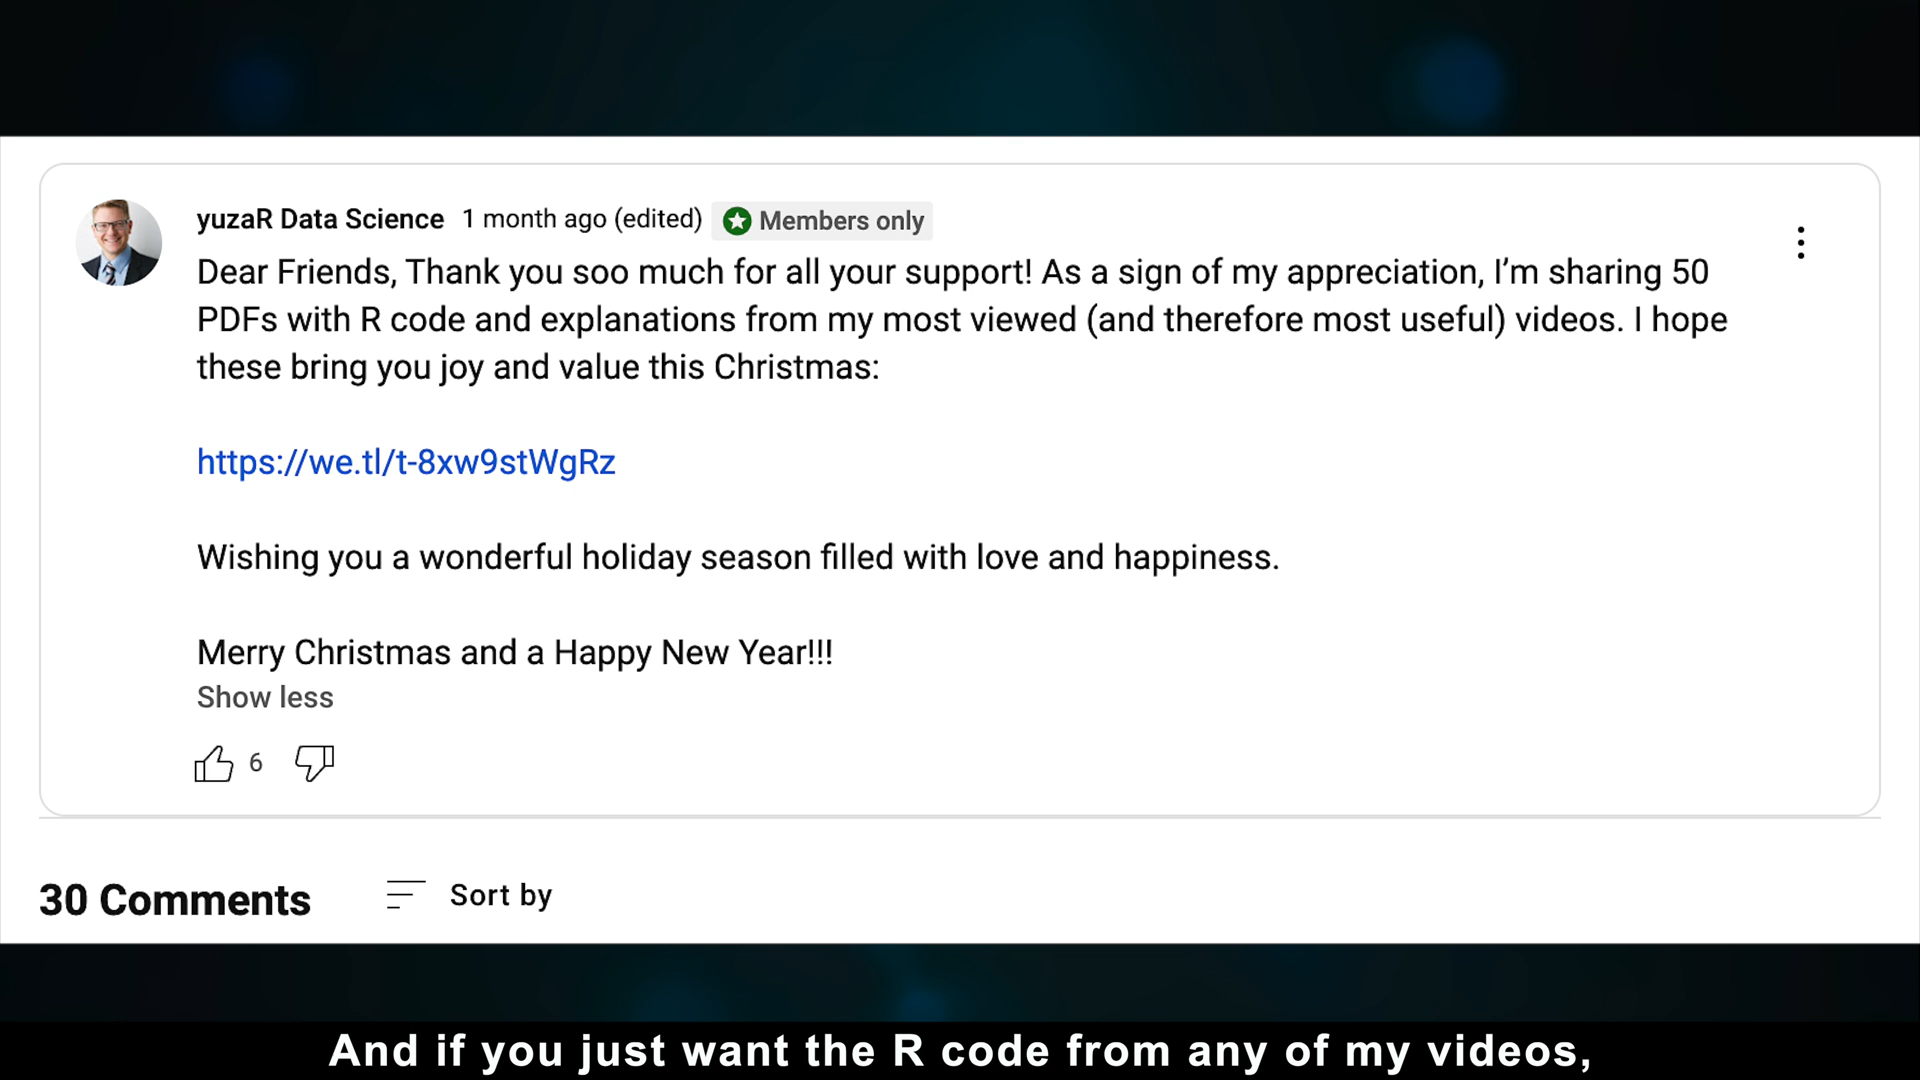 yuzaR Data Science 1 month ago (edited) Members only
Dear Friends, Thank you soo much for all your support! As a sign of my appreciation, I’m sharing 50
PDFs with R code and explanations from my most viewed (and therefore most useful) videos. I hope
these bring you joy and value this Christmas:
https://we.tl/t-8xw9stWgRz
Wishing you a wonderful holiday season filled with love and happiness.
Merry Christmas and a Happy New Year!!!
Show less
6
30 Comments Sort by
And if you just want the R code from any of my videos,